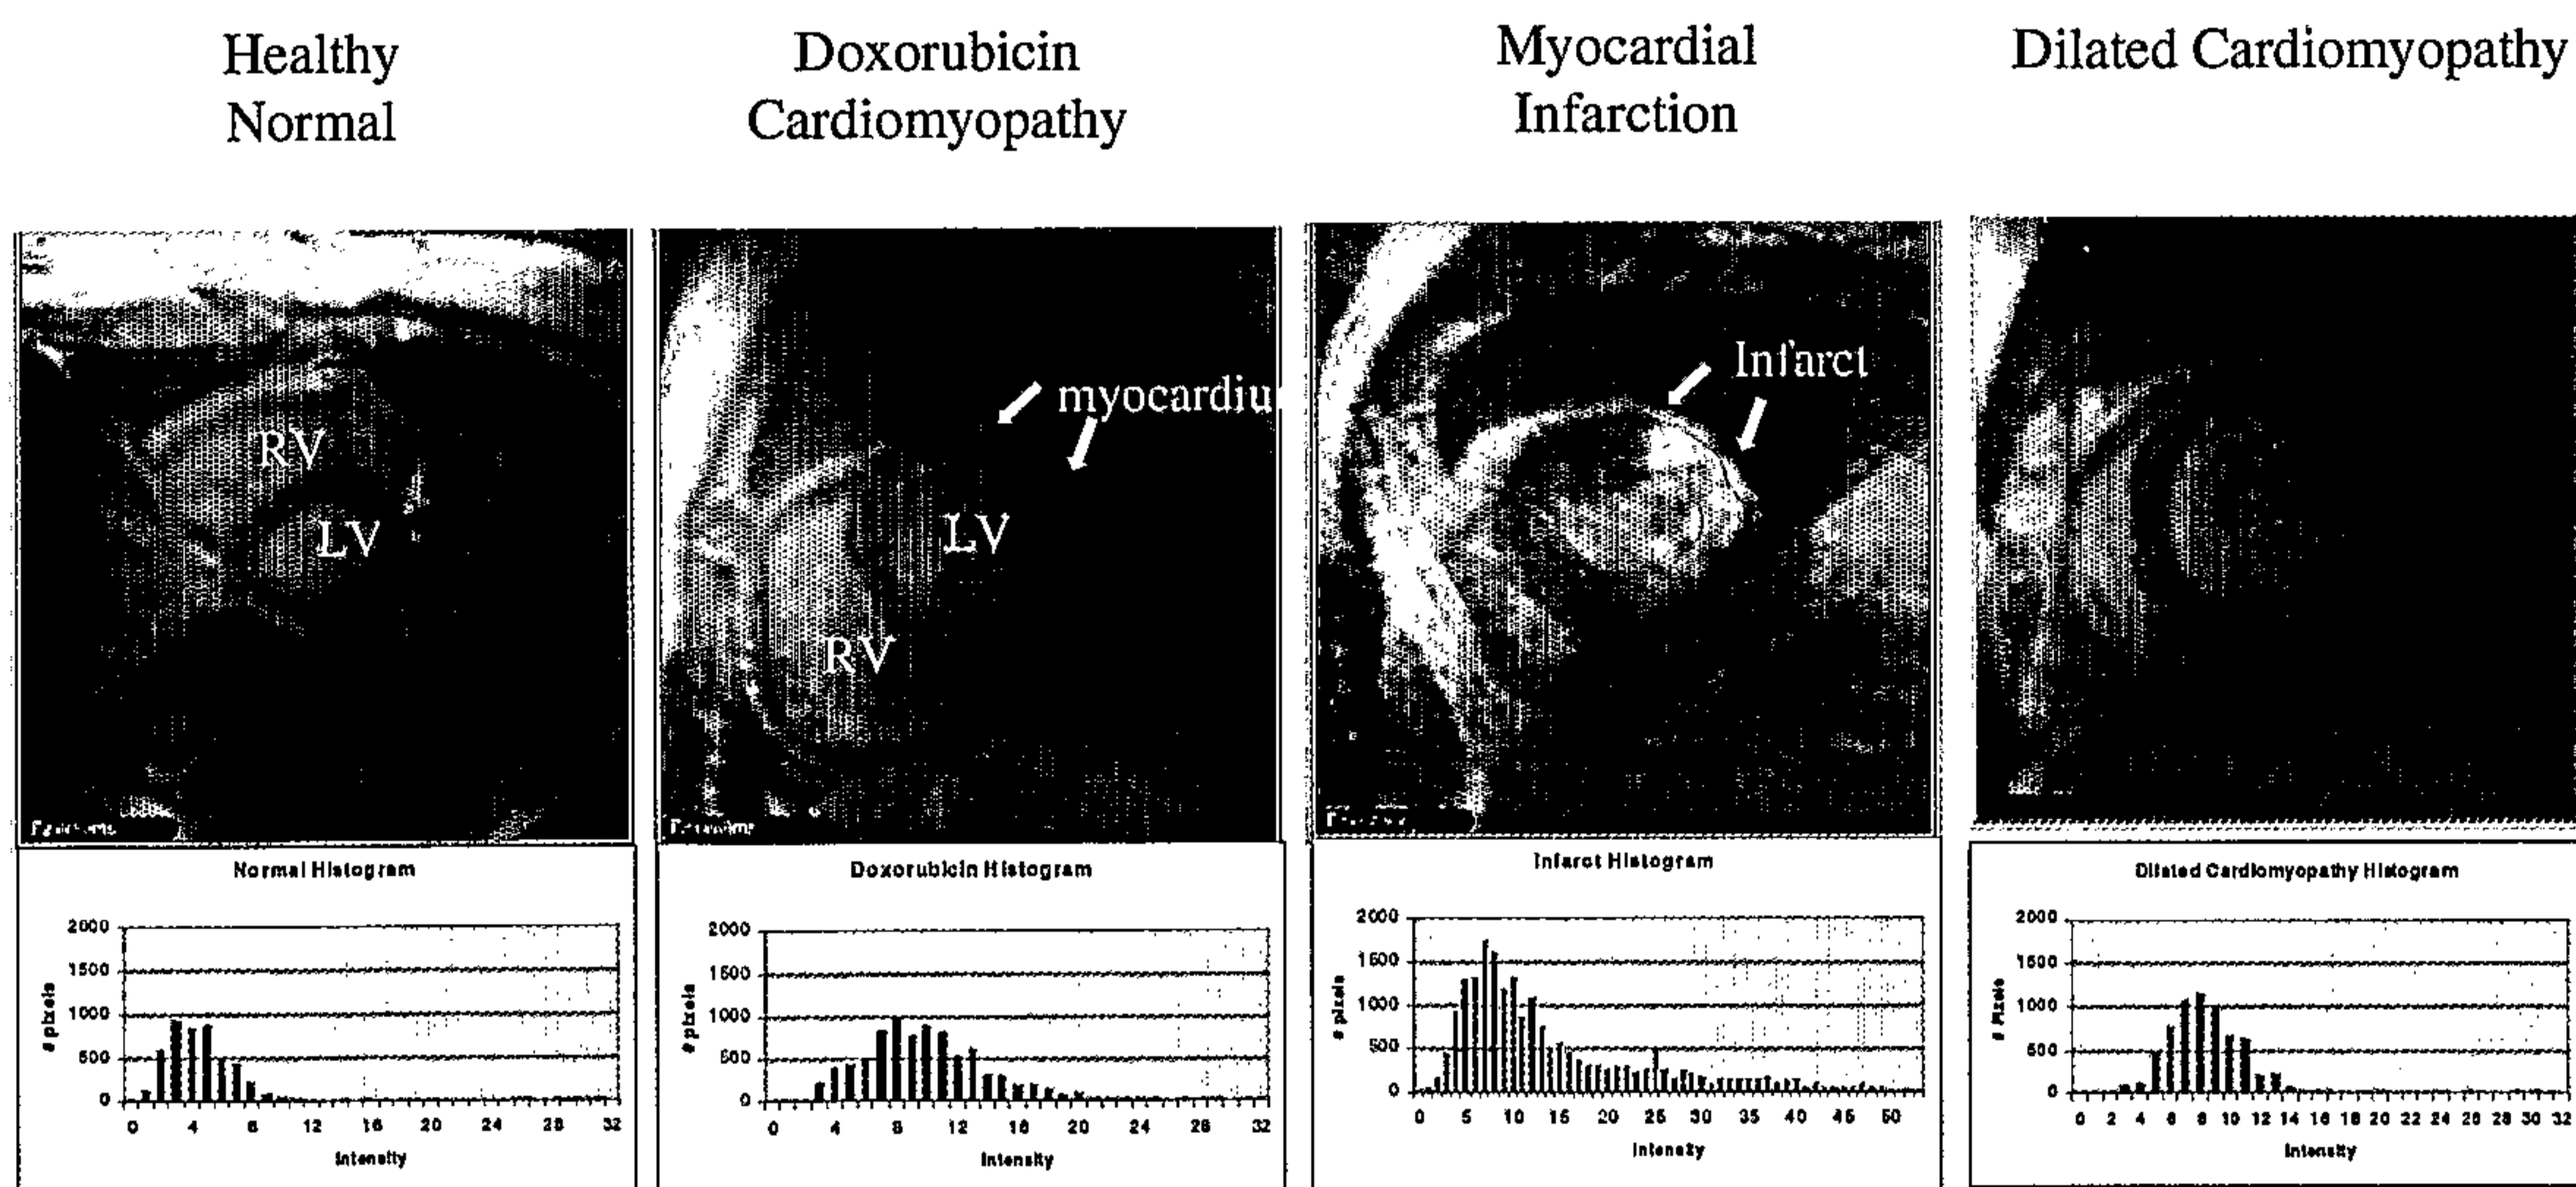 Healthy
Normal
Doxorubicin
Cardiomyopathy
Myocardial
Infarction
Dilated Cardiomyopathy
RV
LV
myocardiu
LV
RV
Infarct
Normal Histogram
# pixels
2000
1500
1000
500
0
0 4 8 12 16 20 24 28 32
Intensity
Doxorubicin Histogram
# pixels
2000
1500
1000
500
0
0 4 8 12 16 20 24 28 32
Intensity
Infarct Histogram
# pixels
2000
1500
1000
500
0
0 5 10 15 20 25 30 35 40 45 50
Intensity
Dilated Cardiomyopathy Histogram
# Pixels
2000
1500
1000
500
0
0 2 4 6 8 10 12 14 16 18 20 22 24 26 28 30 32
Intensity